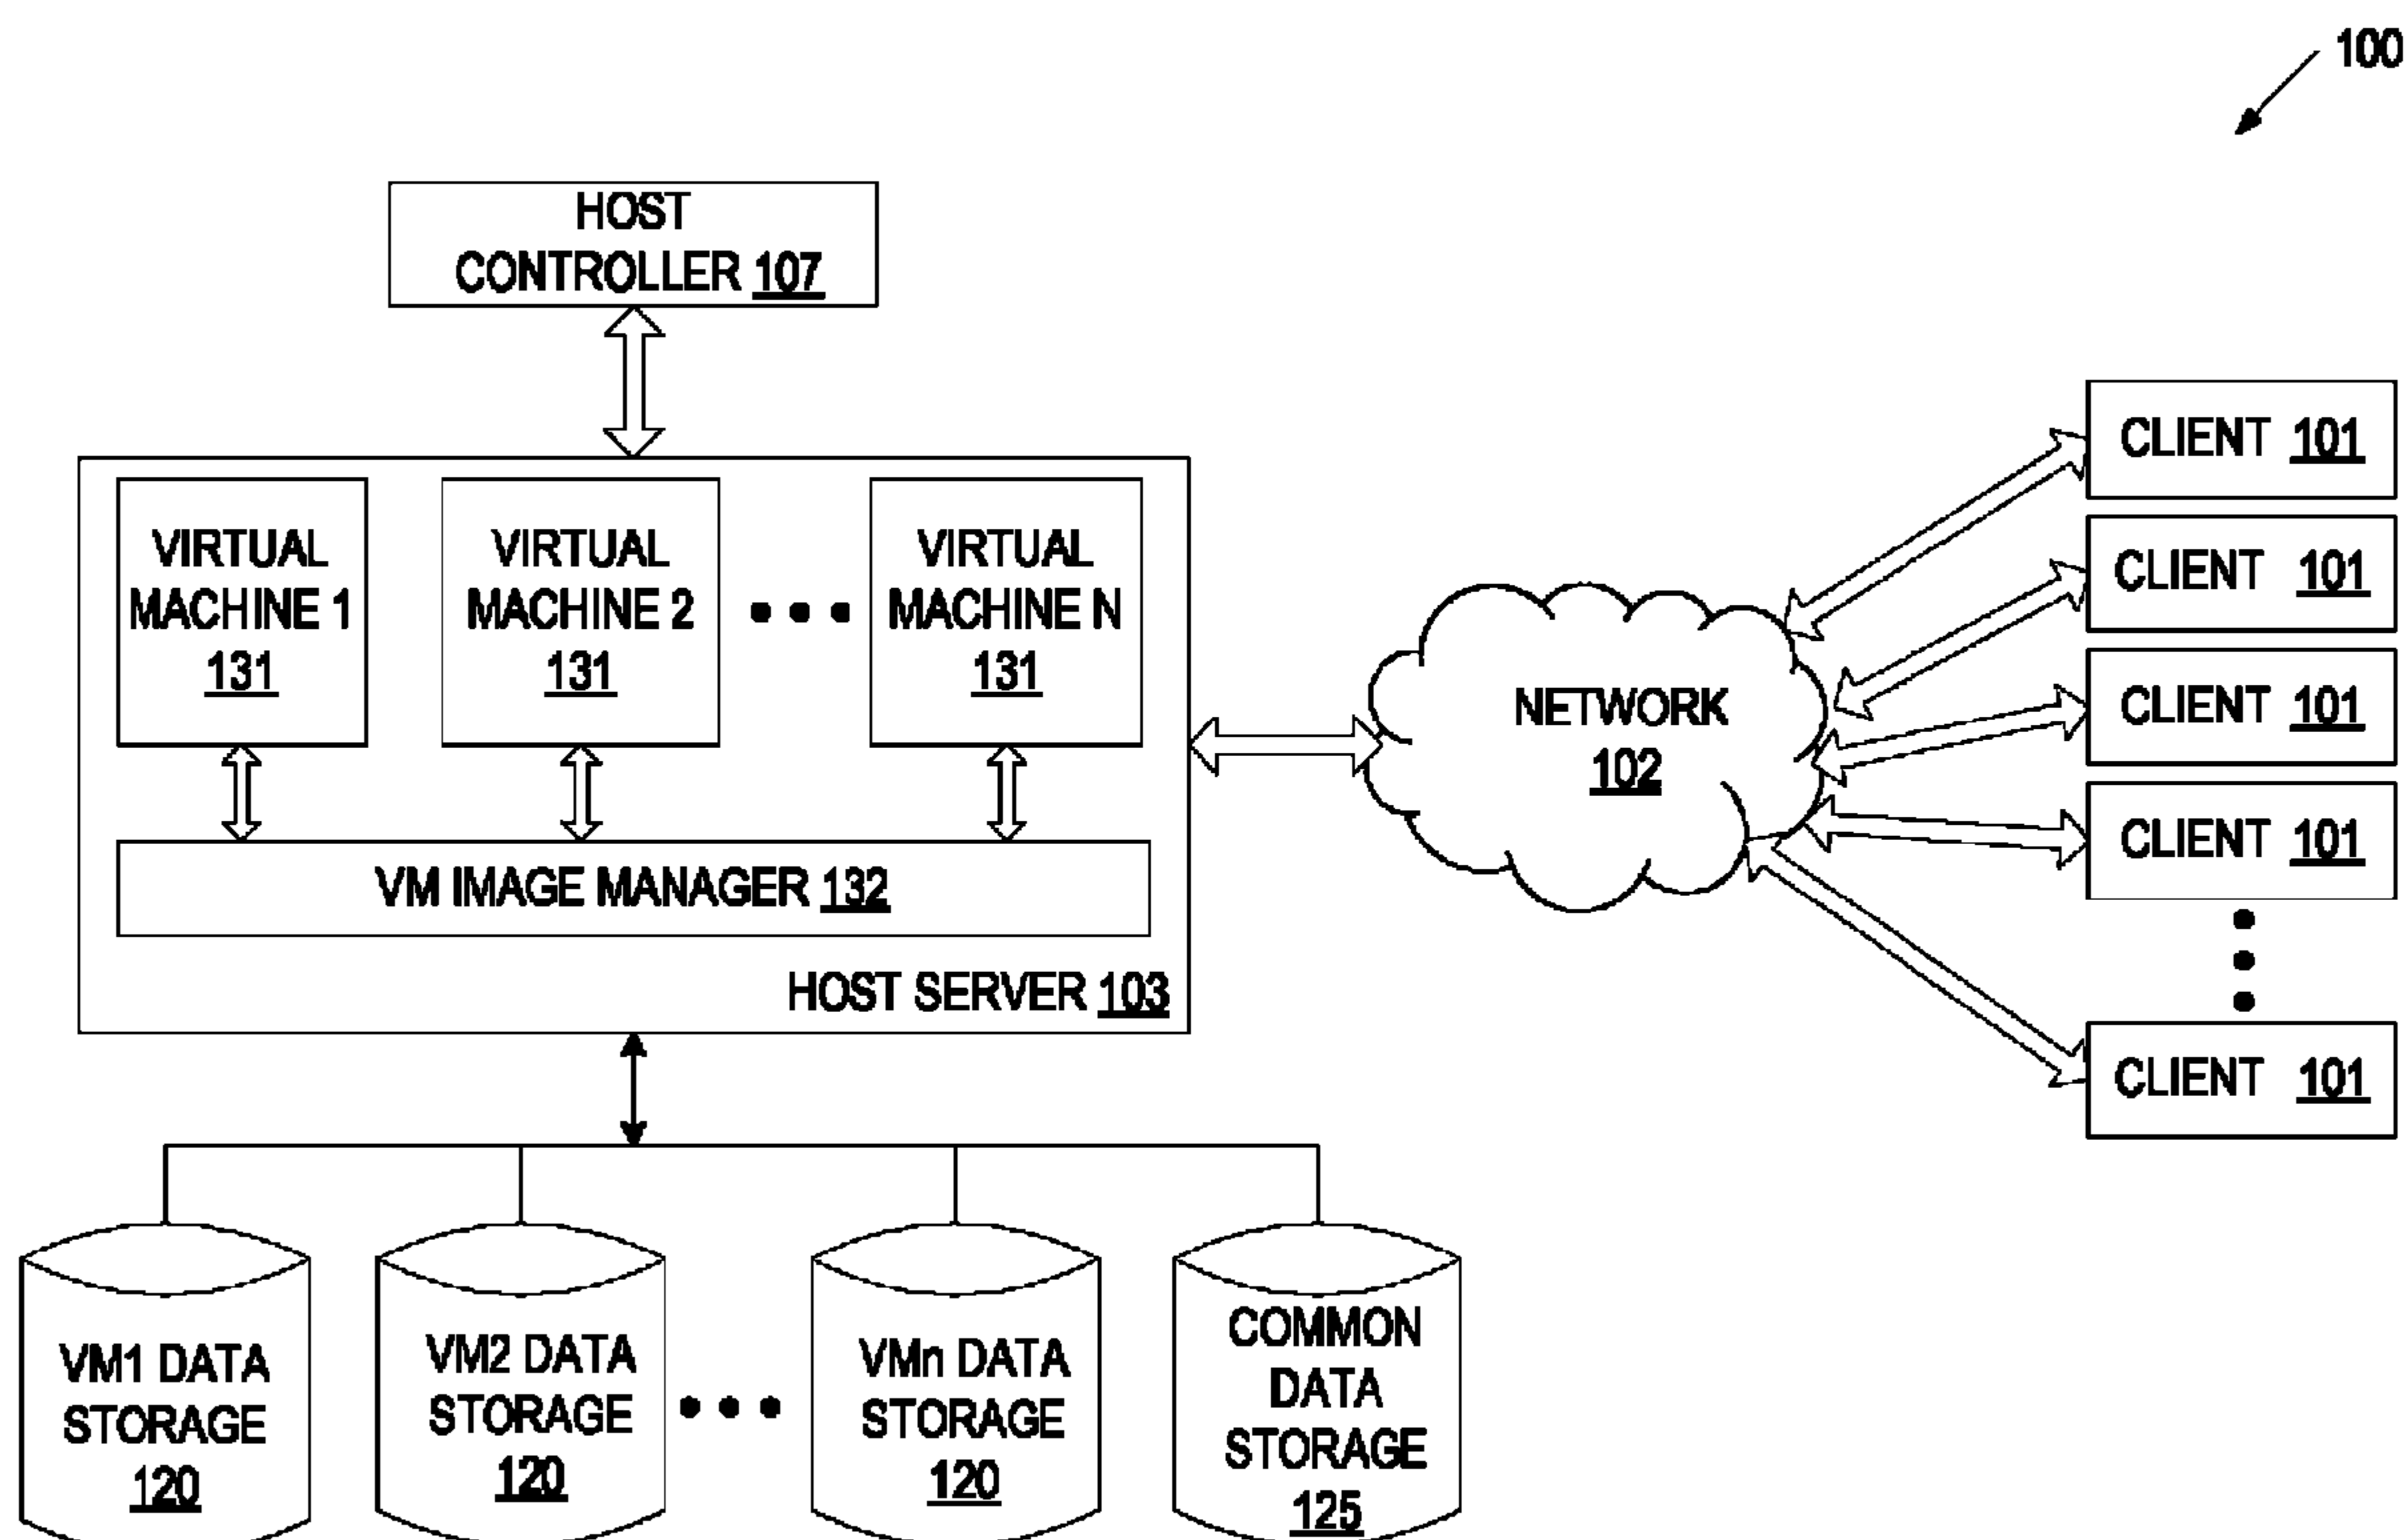 100
HOST
CONTROLLER 107
VIRTUAL
MACHINE 1
131
VIRTUAL
MACHINE 2
131
VIRTUAL
MACHINE N
131
VM IMAGE MANAGER 132
HOST SERVER 103
NETWORK
102
CLIENT 101
CLIENT 101
CLIENT 101
CLIENT 101
CLIENT 101
VM1 DATA
STORAGE
120
VM2 DATA
STORAGE
120
VMn DATA
STORAGE
120
COMMON
DATA
STORAGE
125